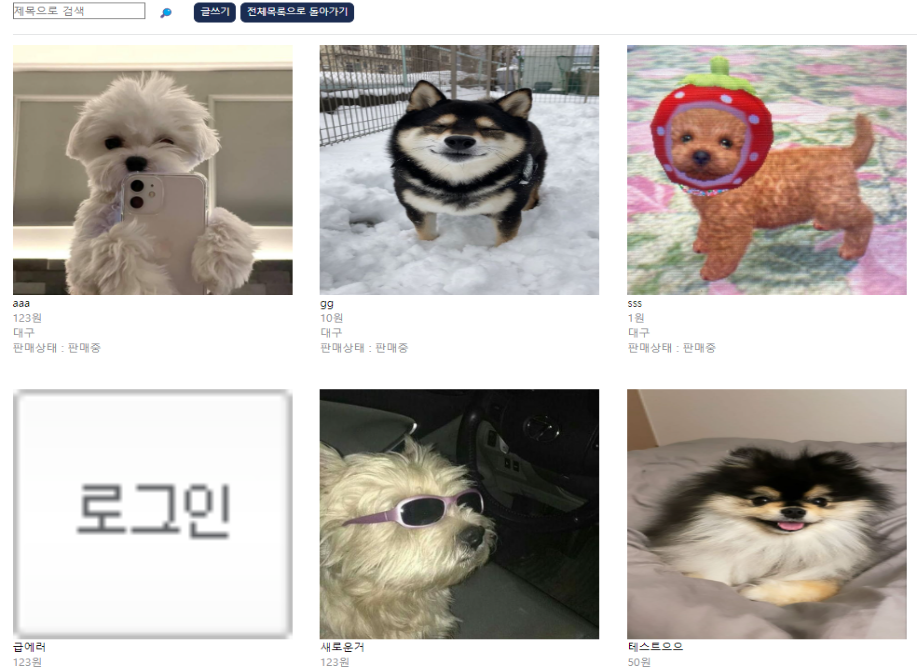 제목으로 검색
글쓰기 전체목록으로 돌아가기
aaa
123원
대구
판매상태 : 판매중
gg
10원
대구
판매상태 : 판매중
sss
1원
대구
판매상태 : 판매중
로그인
급에러
123원
새로운거
123원
테스트으으
50원